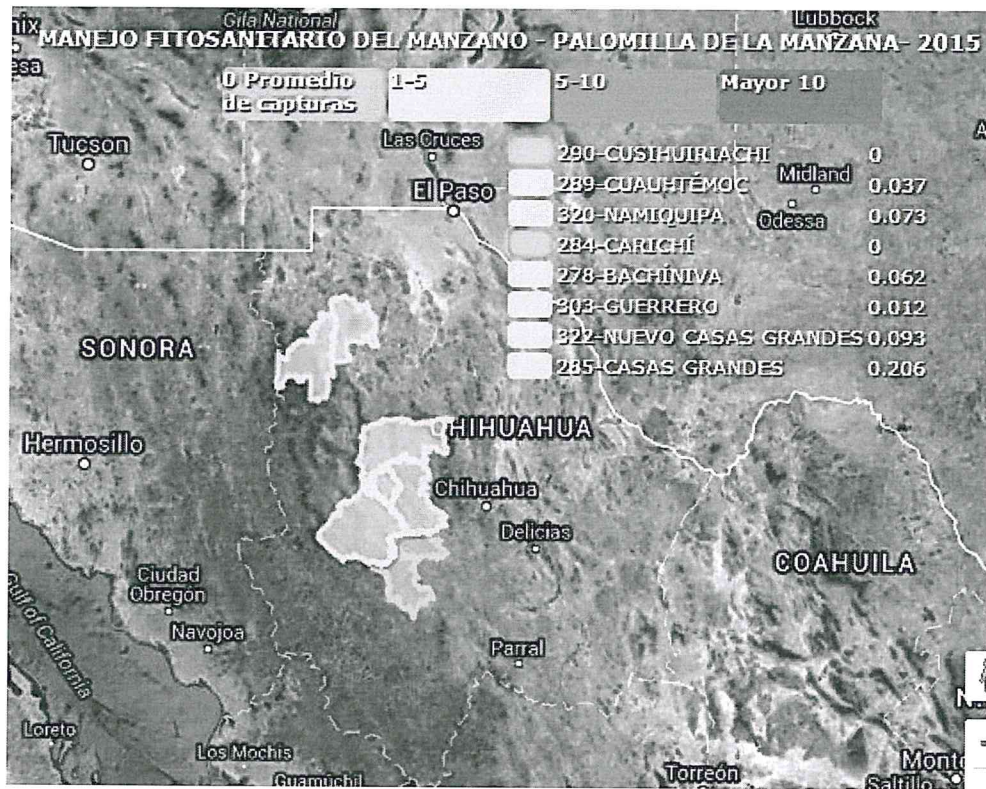 Gila National
Lubbock
MANEJO FITOSANITARIO DEL MANZANO - PALOMILLA DE LA MANZANA- 2015
0 Promedio
de capturas
1-5
5-10
Mayor 10
Tucson
Las Cruces
El Paso
Midland
Odessa
290-CUSIHUIRIACHI 0
289-CUAUHTÉMOC 0.037
320-NAMIQUIPA 0.073
284-CARICHÍ 0
278-BACHÍNIVA 0.062
303-GUERRERO 0.012
322-NUEVO CASAS GRANDES 0.093
285-CASAS GRANDES 0.206
SONORA
CHIHUAHUA
Hermosillo
Chihuahua
Delicias
COAHUILA
Ciudad
Obregón
Navojoa
Gulf of California
Parral
Loreto
Los Mochis
Guamúchil
Torreón
Saltillo